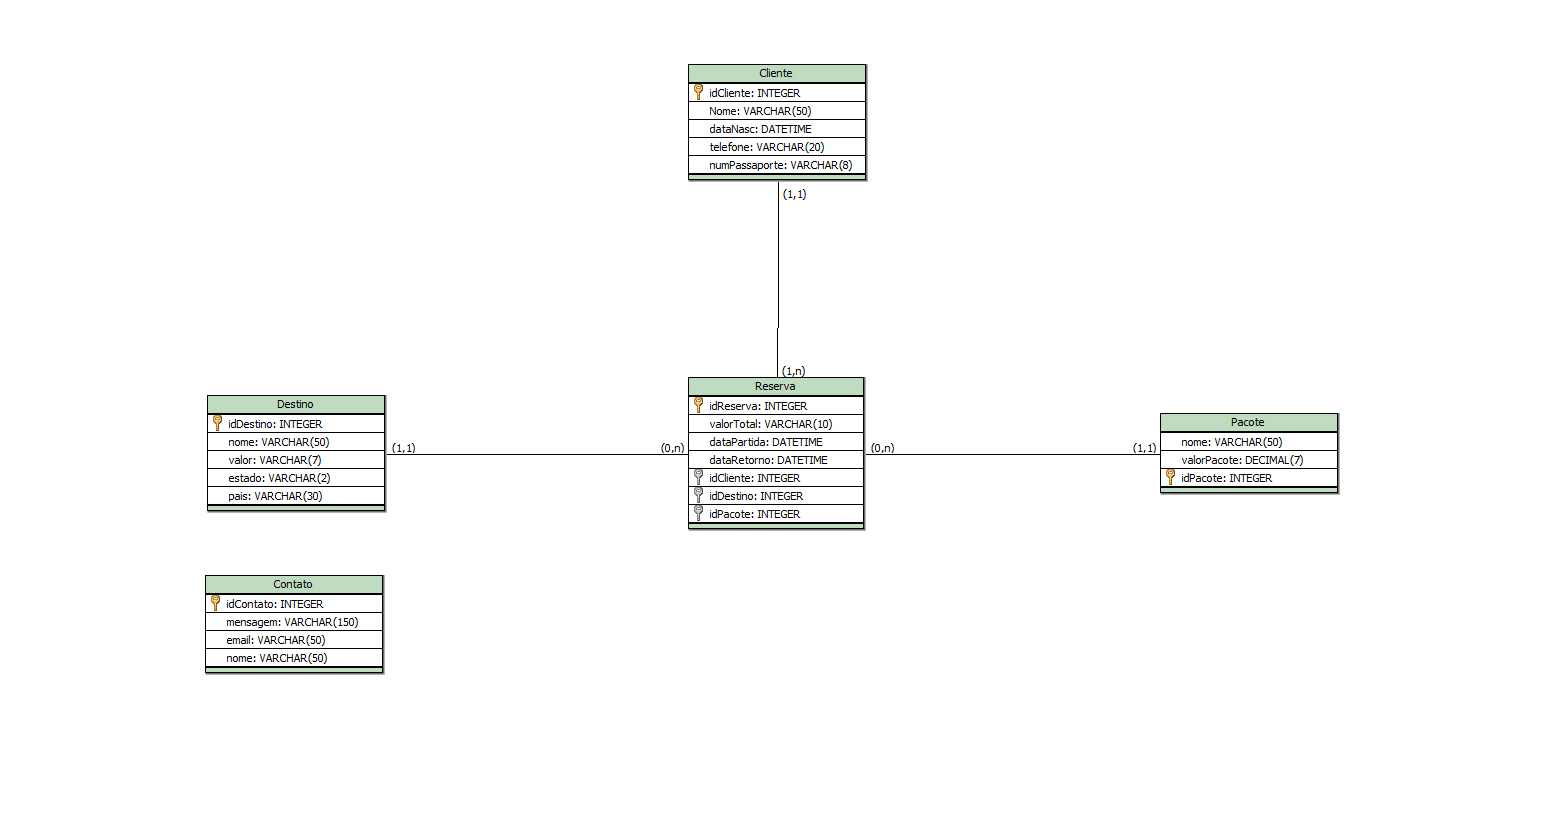 Cliente
idCliente: INTEGER
Nome: VARCHAR(50)
dataNasc: DATETIME
telefone: VARCHAR(20)
numPassaporte: VARCHAR(8)
(1,1)
(1,n)
Destino
idDestino: INTEGER
nome: VARCHAR(50)
valor: VARCHAR(7)
estado: VARCHAR(2)
pais: VARCHAR(30)
(1,1)
(0,n)
Reserva
idReserva: INTEGER
valorTotal: VARCHAR(10)
dataPartida: DATETIME
dataRetorno: DATETIME
idCliente: INTEGER
idDestino: INTEGER
idPacote: INTEGER
(0,n)
(1,1)
Pacote
nome: VARCHAR(50)
valorPacote: DECIMAL(7)
idPacote: INTEGER
Contato
idContato: INTEGER
mensagem: VARCHAR(150)
email: VARCHAR(50)
nome: VARCHAR(50)